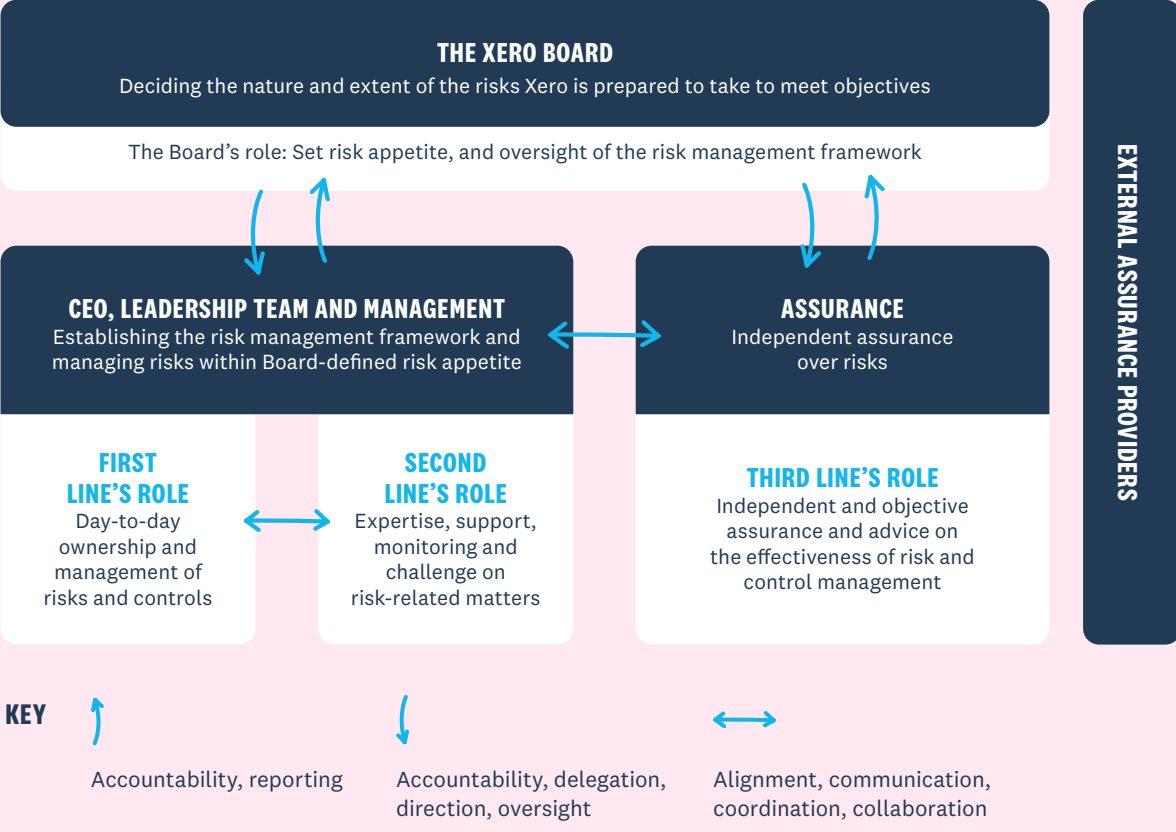 THE XERO BOARD
Deciding the nature and extent of the risks Xero is prepared to take to meet objectives
The Board’s role: Set risk appetite, and oversight of the risk management framework
CEO, LEADERSHIP TEAM AND MANAGEMENT
Establishing the risk management framework and
managing risks within Board-defined risk appetite
ASSURANCE
Independent assurance
over risks
FIRST
LINE’S ROLE
Day-to-day
ownership and
management of
risks and controls
SECOND
LINE’S ROLE
Expertise, support,
monitoring and
challenge on
risk-related matters
THIRD LINE’S ROLE
Independent and objective
assurance and advice on
the effectiveness of risk and
control management
EXTERNAL ASSURANCE PROVIDERS
KEY
Accountability, reporting
Accountability, delegation,
direction, oversight
Alignment, communication,
coordination, collaboration